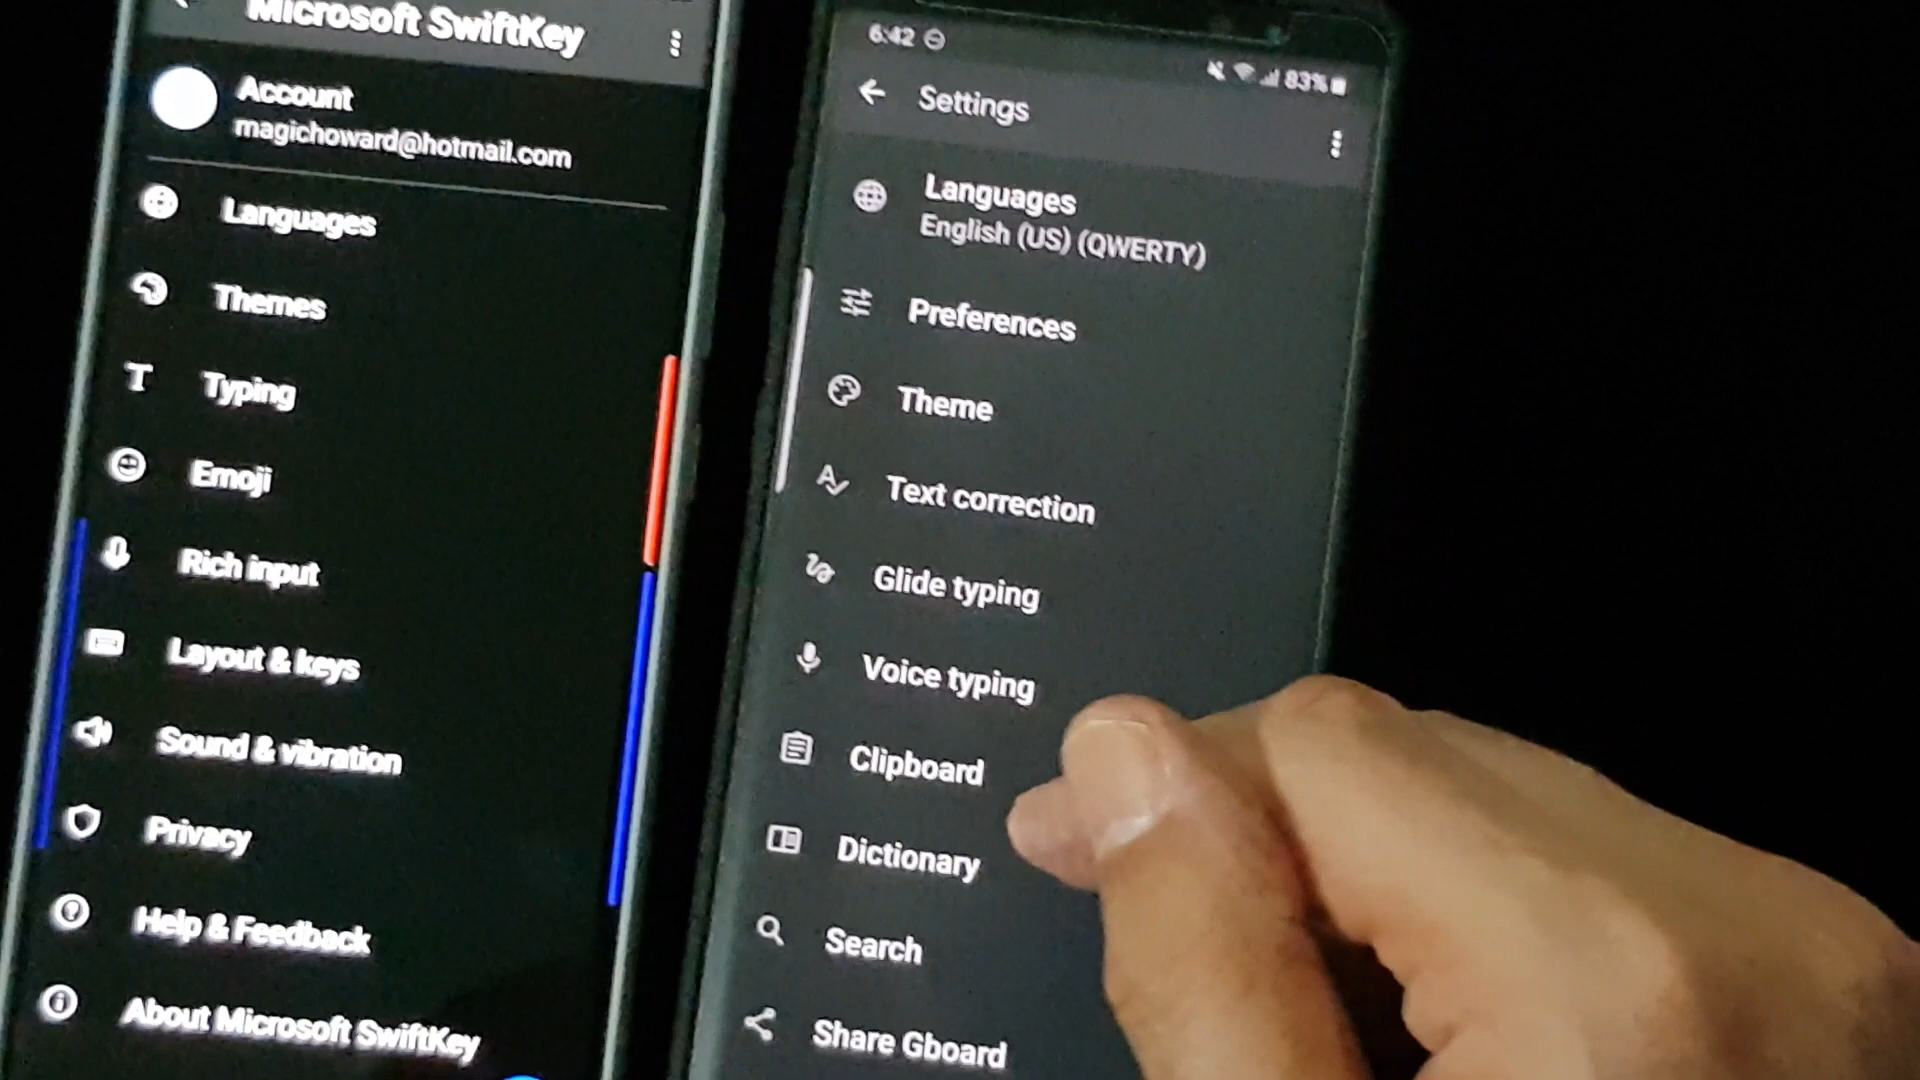 Microsoft SwiftKey
Account
magichoward@hotmail.com
Languages
Themes
Typing
Emoji
Rich input
Layout & keys
Sound & vibration
Privacy
Help & Feedback
About Microsoft SwiftKey
6:42
83%
Settings
Languages
English (US) (QWERTY)
Preferences
Theme
Text correction
Glide typing
Voice typing
Clipboard
Dictionary
Search
Share Gboard